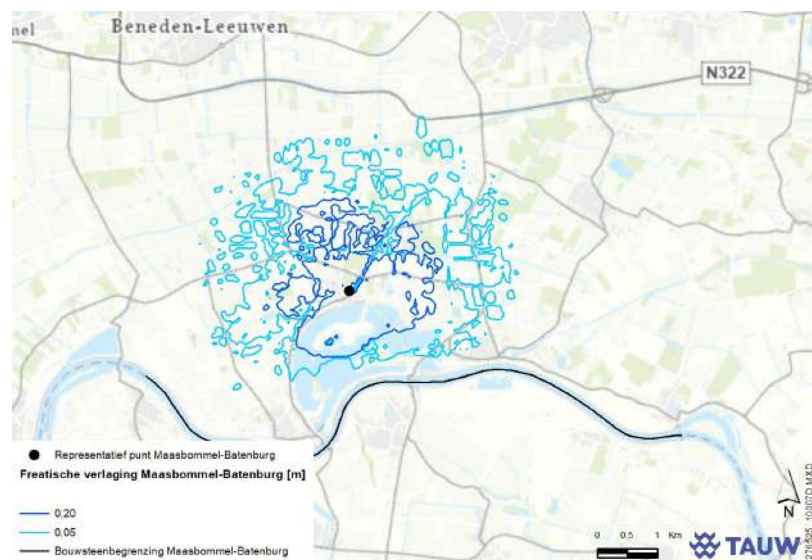 mel
Beneden-Leeuwen
N322
Representatief punt Maasbommel-Batenburg
Freatische verlaging Maasbommel-Batenburg [m]
0,20
0,05
Bouwsteenbegrenzing Maasbommel-Batenburg
0 0.5 1 Km
N
TAUW